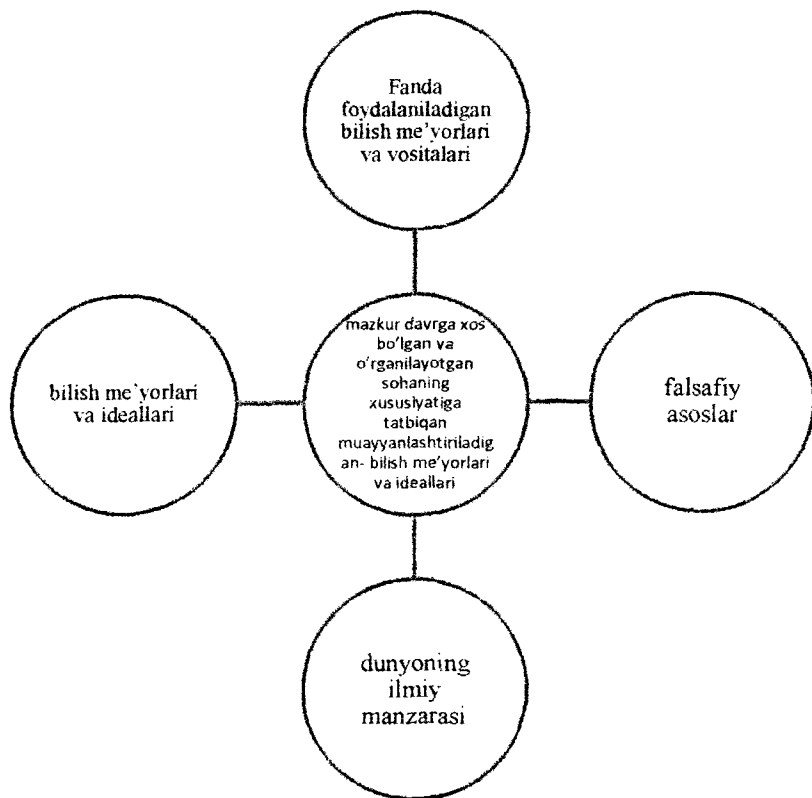 Fanda
foydalaniladigan
bilish me'yorlari
va vositalari
bilish me`yorlari
va ideallari
mazkur davrga xos
bo'lgan va
o'rganilayotgan
sohaning
xususiyatiga
tatbiqan
muayyanlashtiriladig
an- bilish me'yorlari
va ideallari
falsafiy
asoslar
dunyoning
ilmiy
manzarasi